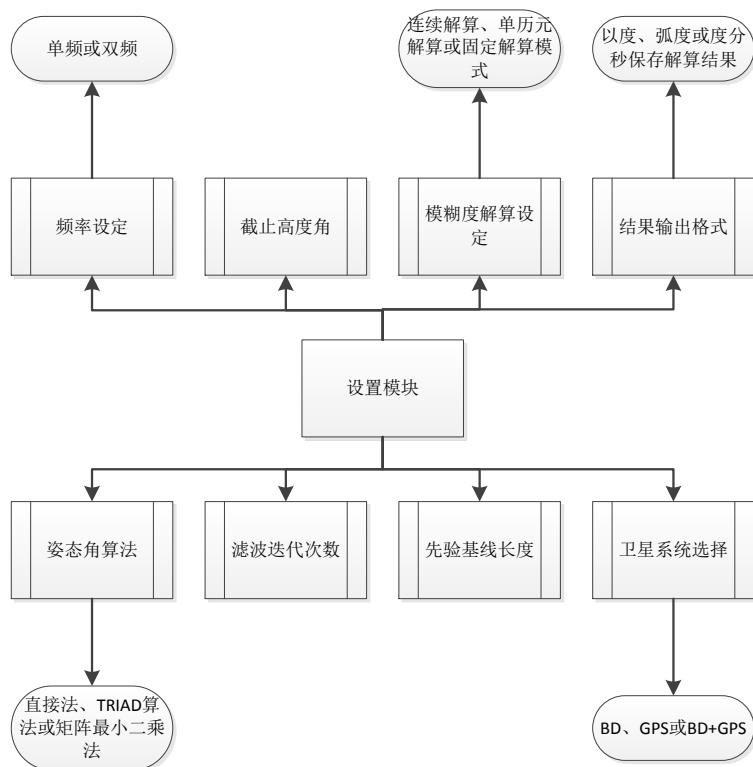 单频或双频
连续解算、单历元
解算或固定解算模
式
以度、弧度或度分
秒保存解算结果
频率设定
截止高度角
模糊度解算设
定
结果输出格式
设置模块
姿态角算法
滤波迭代次数
先验基线长度
卫星系统选择
直接法、TRIAD算
法或矩阵最小二乘
法
BD、GPS或BD+GPS